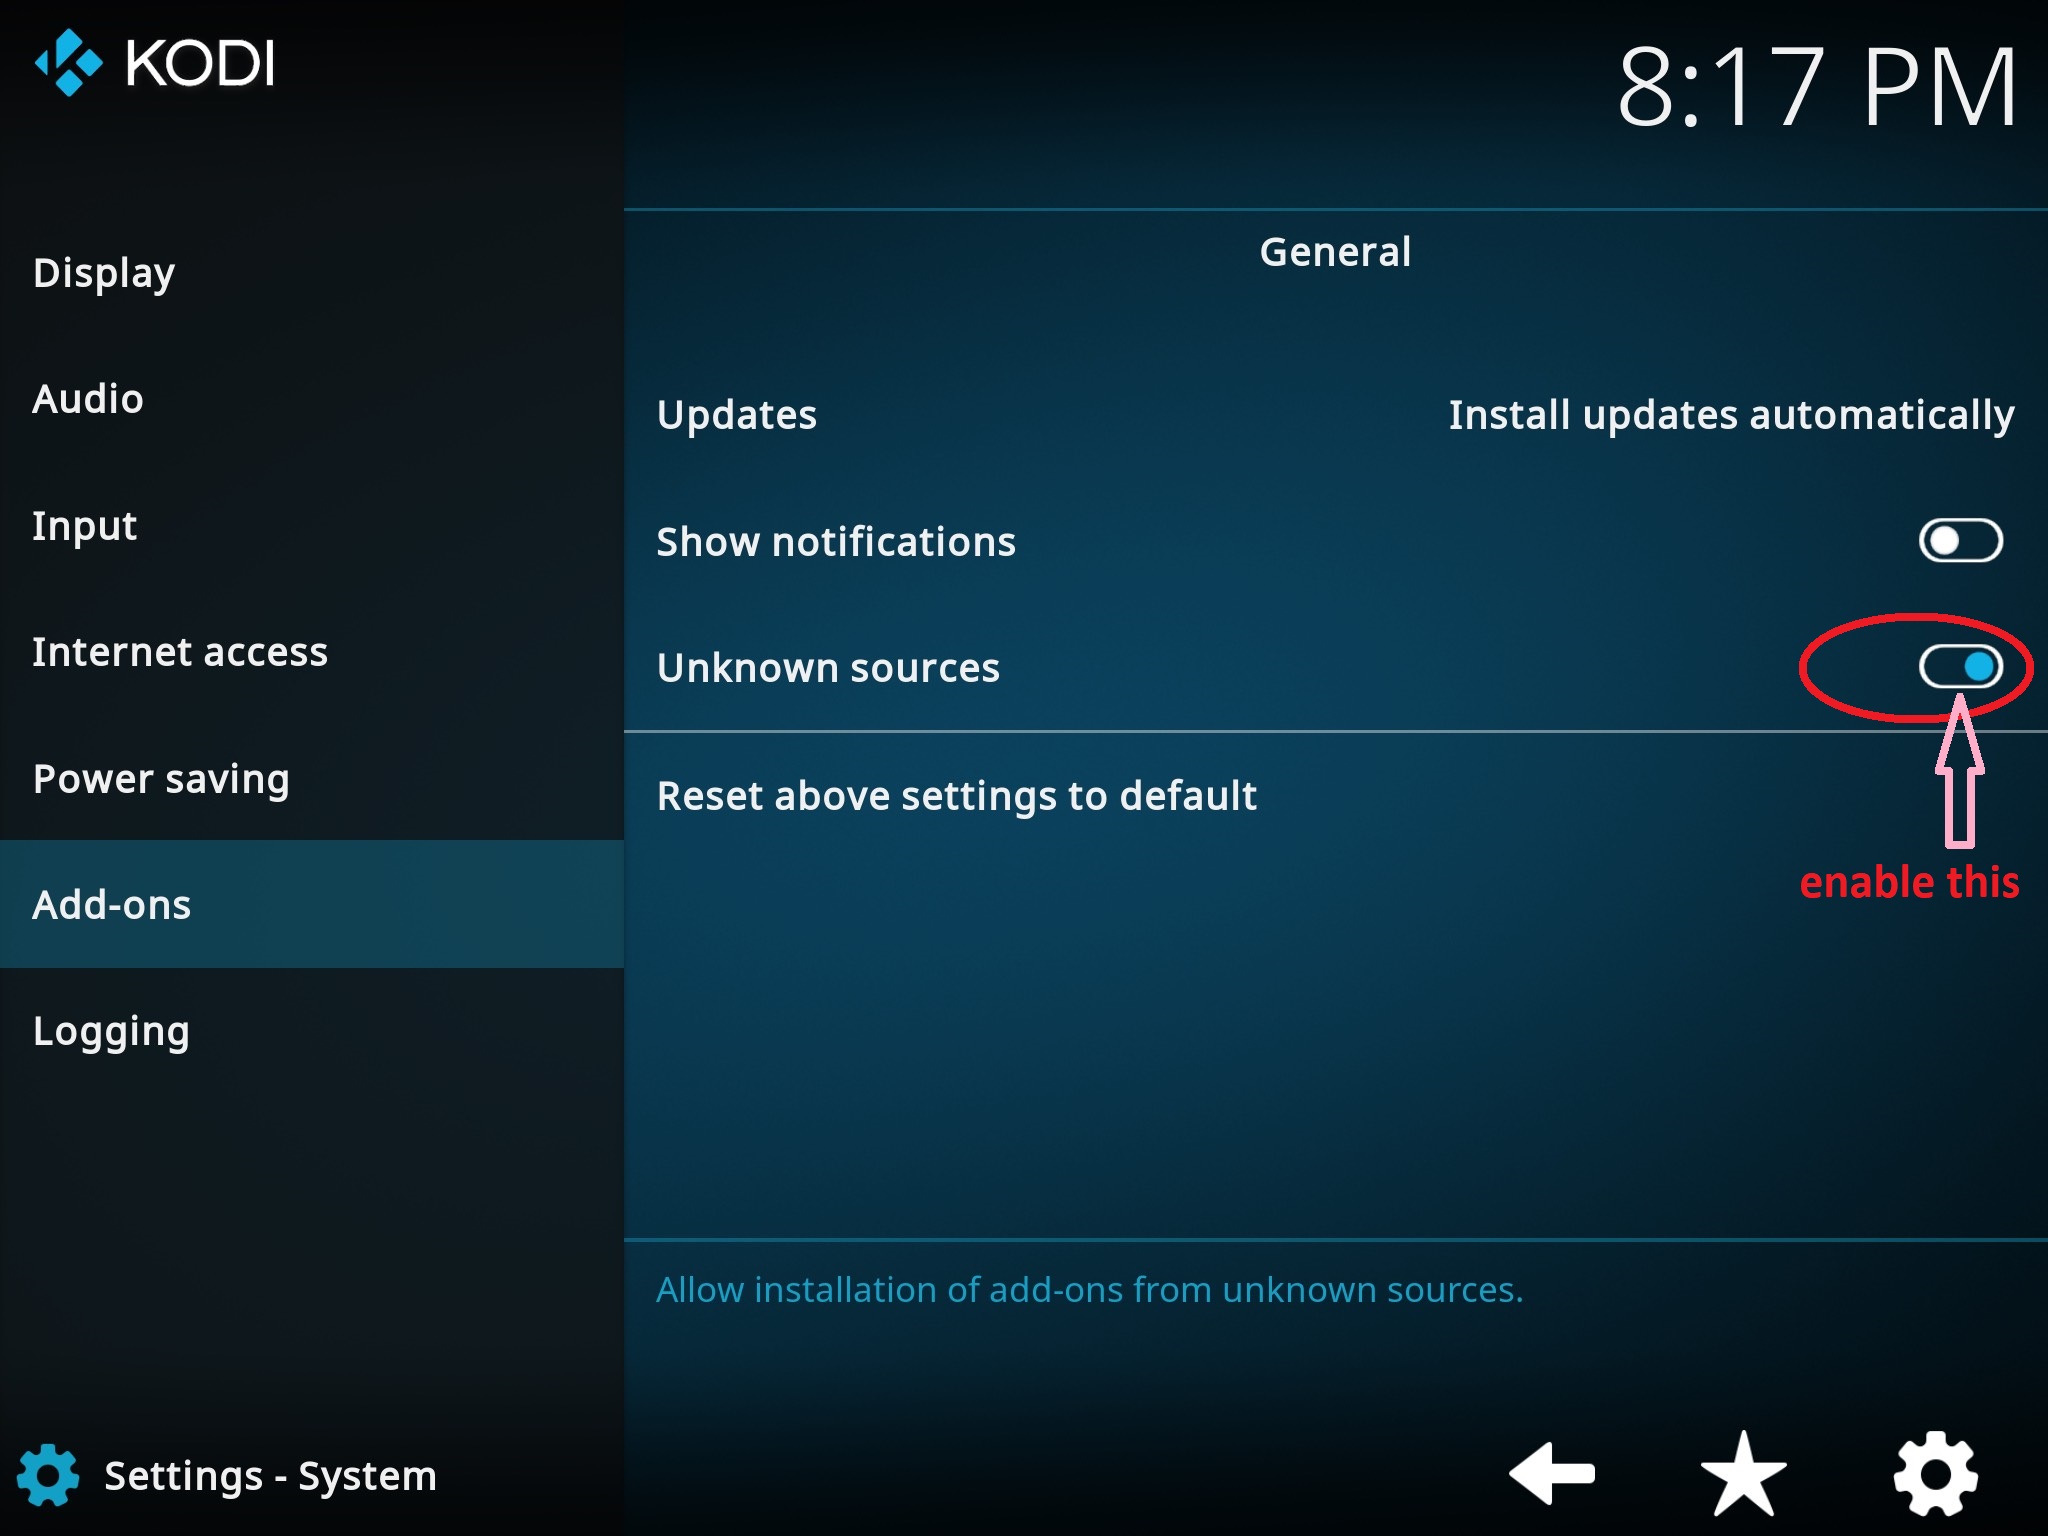 KODI
8:17 PM
Display
Audio
Input
Internet access
Power saving
Add-ons
Logging
General
Updates Install updates automatically
Show notifications
Unknown sources
Reset above settings to default
enable this
Allow installation of add-ons from unknown sources.
Settings - System